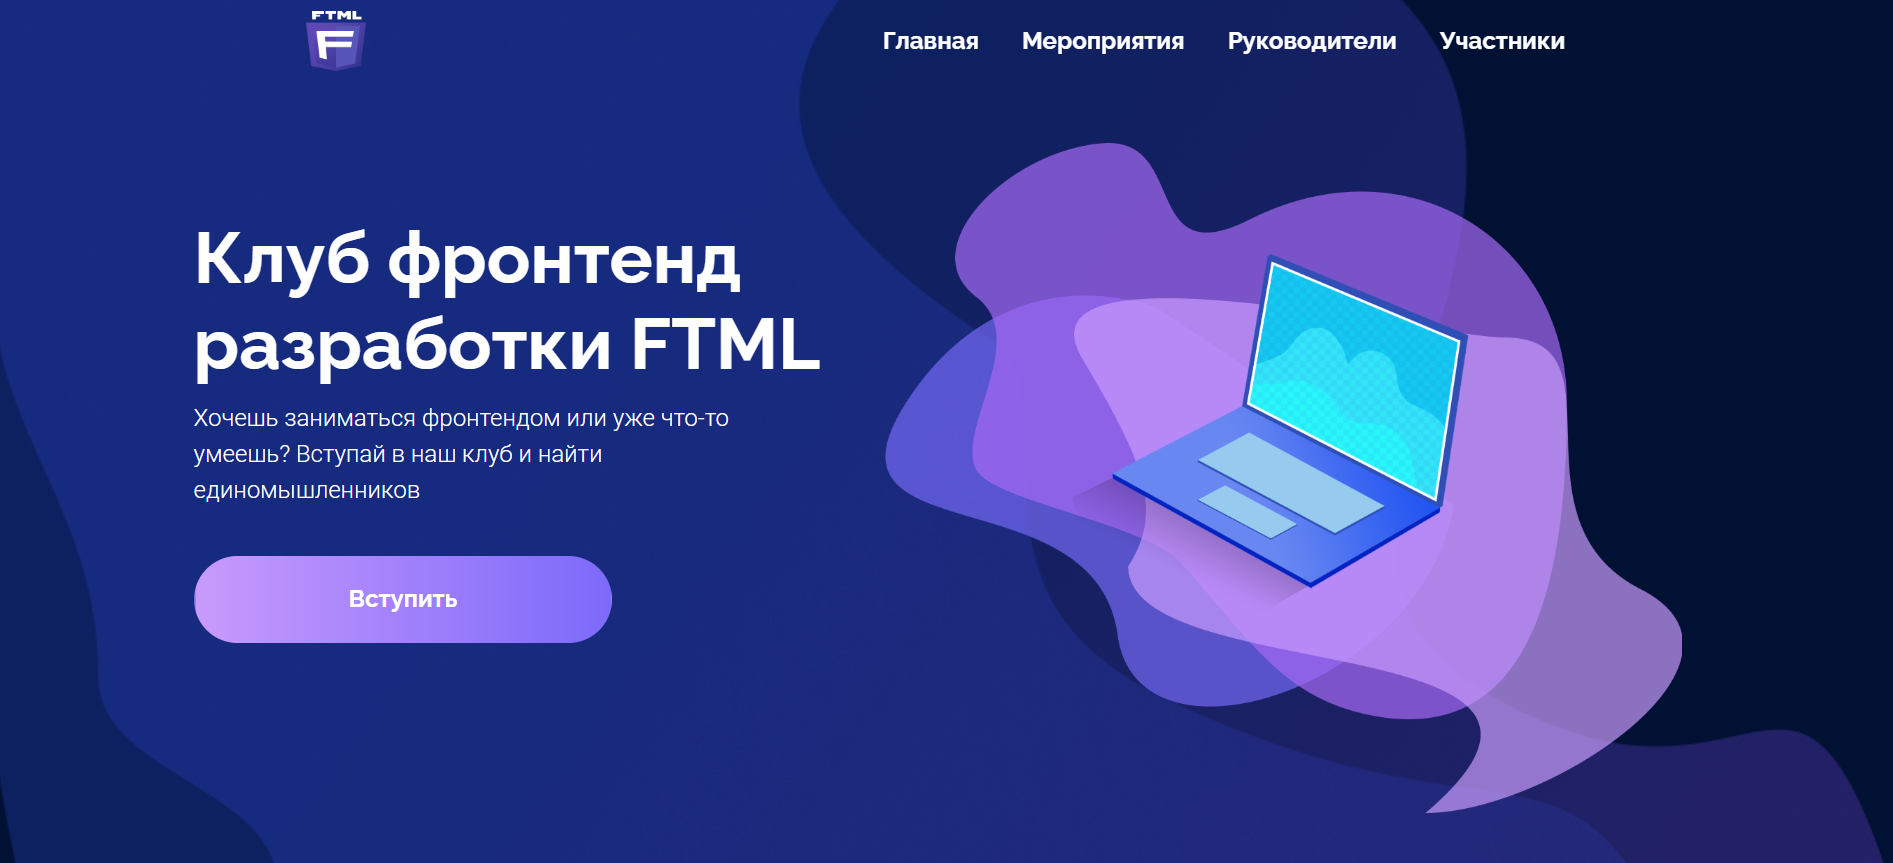 FTML
F
Главная Мероприятия Руководители Участники
Клуб фронтенд
разработки FTML
Хочешь заниматься фронтендом или уже что-то
умеешь? Вступай в наш клуб и найти
единомышленников
Вступить